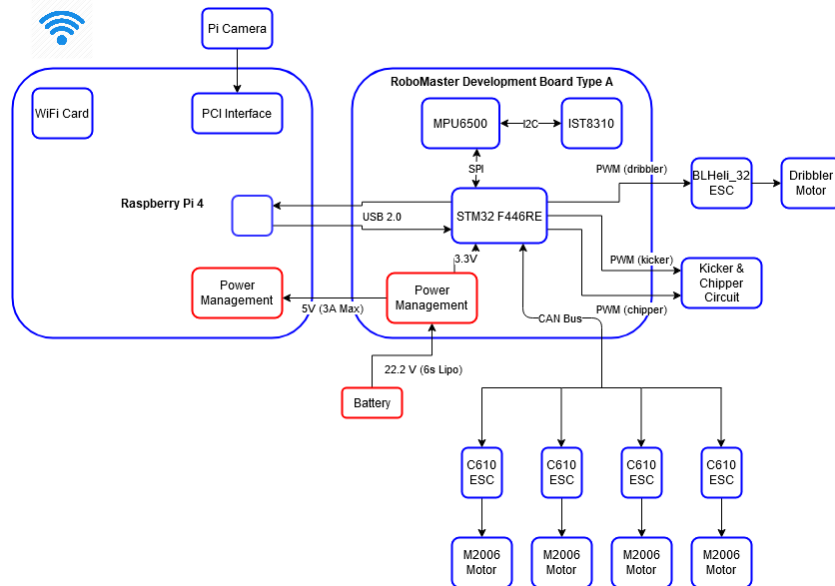 Pi Camera
RoboMaster Development Board Type A
WiFi Card
PCI Interface
MPU6500
I2C
IST8310
SPI
PWM (dribbler)
BLHeli_32
ESC
Dribbler
Motor
Raspberry Pi 4
USB 2.0
STM32 F446RE
3.3V
PWM (kicker)
Kicker &
Chipper
Circuit
Power
Management
Power
Management
5V (3A Max)
PWM (chipper)
CAN Bus
22.2 V (6s Lipo)
Battery
C610
ESC
C610
ESC
C610
ESC
C610
ESC
M2006
Motor
M2006
Motor
M2006
Motor
M2006
Motor